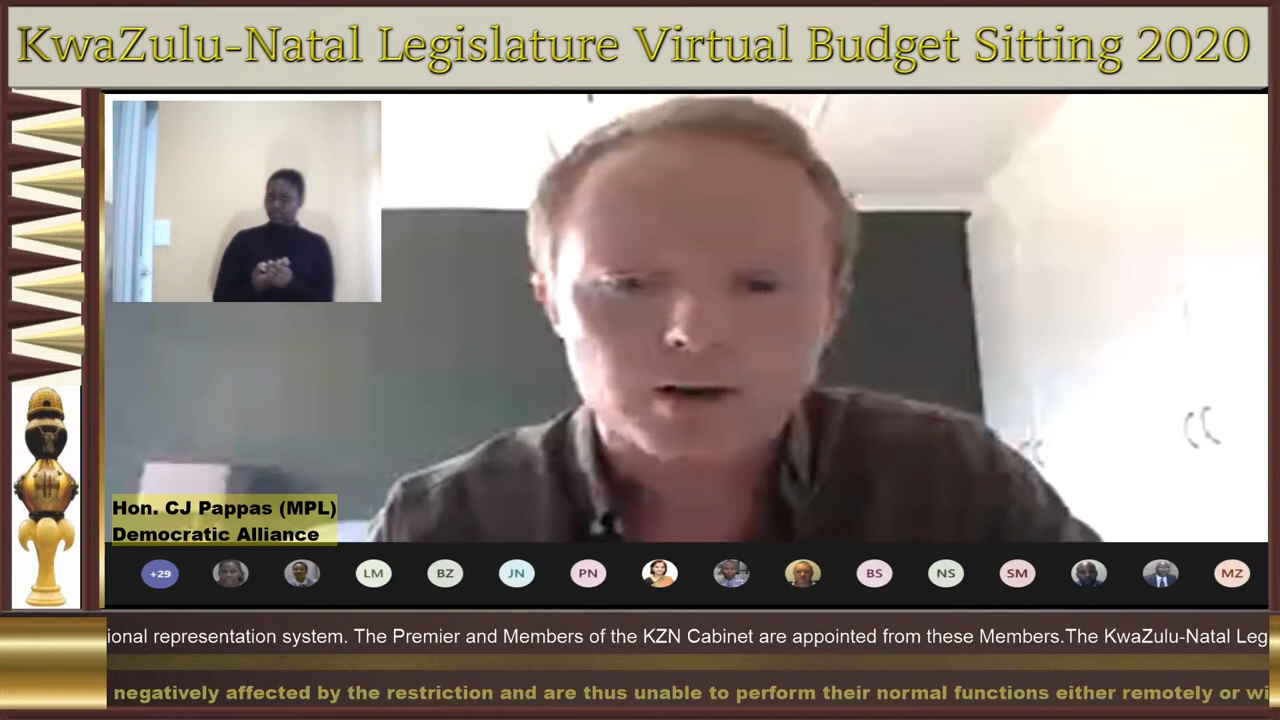 KwaZulu-Natal Legislature Virtual Budget Sitting 2020
Hon. CJ Pappas (MPL)
Democratic Alliance
+29
LM
BZ
JN
PN
BS
NS
SM
MZ
ional representation system. The Premier and Members of the KZN Cabinet are appointed from these Members.The KwaZulu-Natal Leg
negatively affected by the restriction and are thus unable to perform their normal functions either remotely or wi